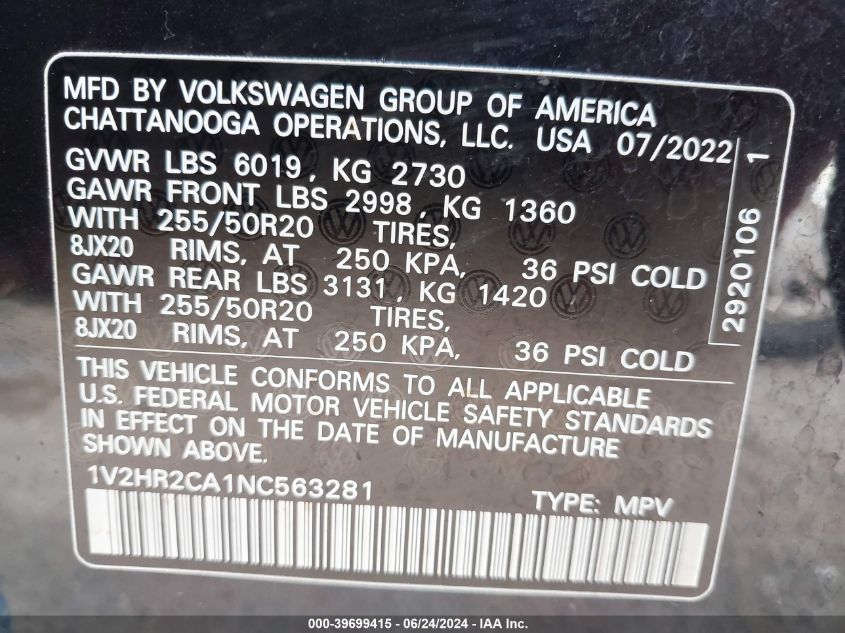 MFD BY VOLKSWAGEN GROUP OF AMERICA
CHATTANOOGA OPERATIONS, LLC. USA 07/2022
GVWR LBS 6019, KG 2730
GAWR FRONT LBS 2998, KG 1360
WITH 255/50R20 TIRES,
8JX20 RIMS, AT 250 KPA, 36 PSI COLD
GAWR REAR LBS 3131, KG 1420
WITH 255/50R20 TIRES,
8JX20 RIMS, AT 250 KPA, 36 PSI COLD
2920106 1
THIS VEHICLE CONFORMS TO ALL APPLICABLE
U.S. FEDERAL MOTOR VEHICLE SAFETY STANDARDS
IN EFFECT ON THE DATE OF MANUFACTURE
SHOWN ABOVE.
1V2HR2CA1NC563281 TYPE: MPV
000-39699415 - 06/24/2024 - IAA Inc.